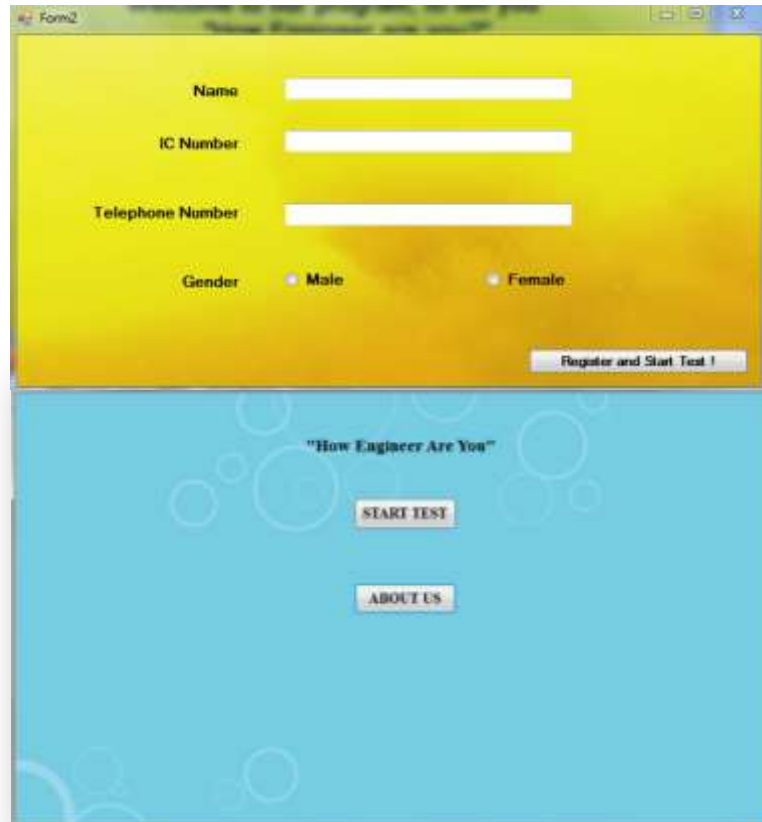 Form2
Name
IC Number
Telephone Number
Gender
Male Female
Register and Start Test !
"How Engineer Are You"
START TEST
ABOUT US